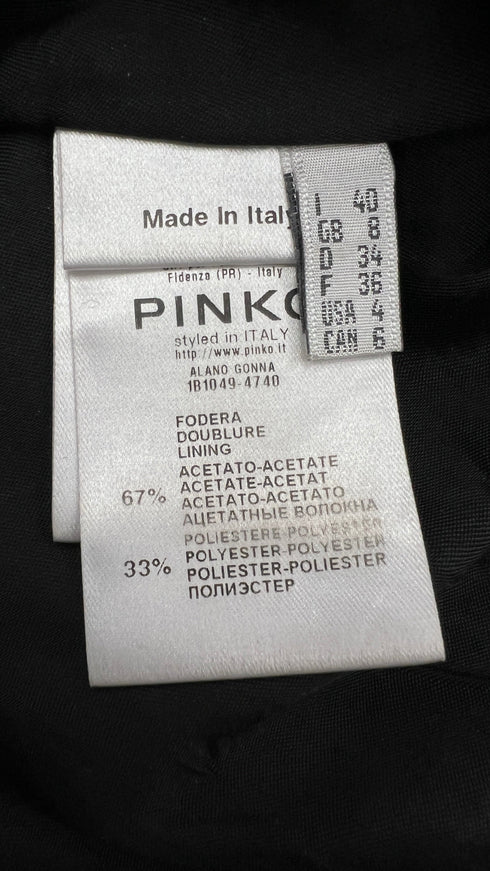 Made In Italy
Fidenza (PR) - Italy
PINKO
styled in ITALY
http://www.pinko.it
ALANO GONNA
1B1049-4740
FODERA
DOUBLURE
LINING
67% ACETATO-ACETATE
ACETATE-ACETAT
ACETATO-ACETATO
АЦЕТАТНЫЕ ВОЛОКНА
33% POLIESTERE-POLYESTER
POLYESTER-POLYESTER
POLIESTER-POLIESTER
ПОЛИЭСТЕР
I 40
GB 8
D 34
F 36
USA 4
CAN 6